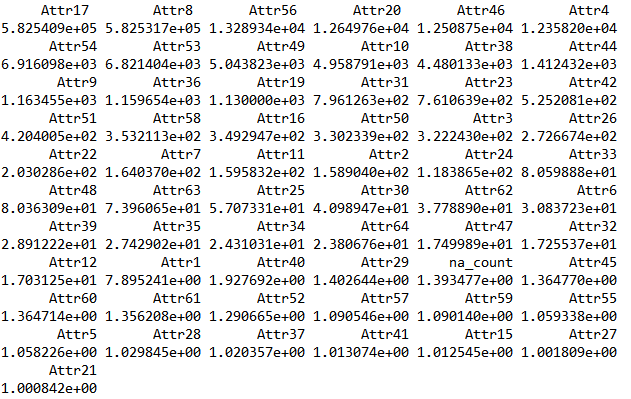 Attr17 Attr8 Attr56 Attr20 Attr46 Attr4
5.825409e+05 5.825317e+05 1.328934e+04 1.264976e+04 1.250875e+04 1.235820e+04
Attr54 Attr53 Attr49 Attr10 Attr38 Attr44
6.916098e+03 6.821404e+03 5.043823e+03 4.958791e+03 4.480133e+03 1.412432e+03
Attr9 Attr36 Attr19 Attr31 Attr23 Attr42
1.163455e+03 1.159654e+03 1.130000e+03 7.961263e+02 7.610639e+02 5.252081e+02
Attr51 Attr58 Attr16 Attr50 Attr3 Attr26
4.204005e+02 3.532113e+02 3.492947e+02 3.302339e+02 3.222430e+02 2.726674e+02
Attr22 Attr7 Attr11 Attr2 Attr24 Attr33
2.030286e+02 1.640370e+02 1.595832e+02 1.589040e+02 1.183865e+02 8.059888e+01
Attr48 Attr63 Attr25 Attr30 Attr62 Attr6
8.036309e+01 7.396065e+01 5.707331e+01 4.098947e+01 3.778890e+01 3.083723e+01
Attr39 Attr35 Attr34 Attr64 Attr47 Attr32
2.891222e+01 2.742902e+01 2.431031e+01 2.380676e+01 1.749989e+01 1.725537e+01
Attr12 Attr1 Attr40 Attr29 na_count Attr45
1.703125e+01 7.895241e+00 1.927692e+00 1.402644e+00 1.393477e+00 1.364770e+00
Attr60 Attr61 Attr52 Attr57 Attr59 Attr55
1.364714e+00 1.356208e+00 1.290665e+00 1.090546e+00 1.090140e+00 1.059338e+00
Attr5 Attr28 Attr37 Attr41 Attr15 Attr27
1.058226e+00 1.029845e+00 1.020357e+00 1.013074e+00 1.012545e+00 1.001809e+00
Attr21
1.000842e+00